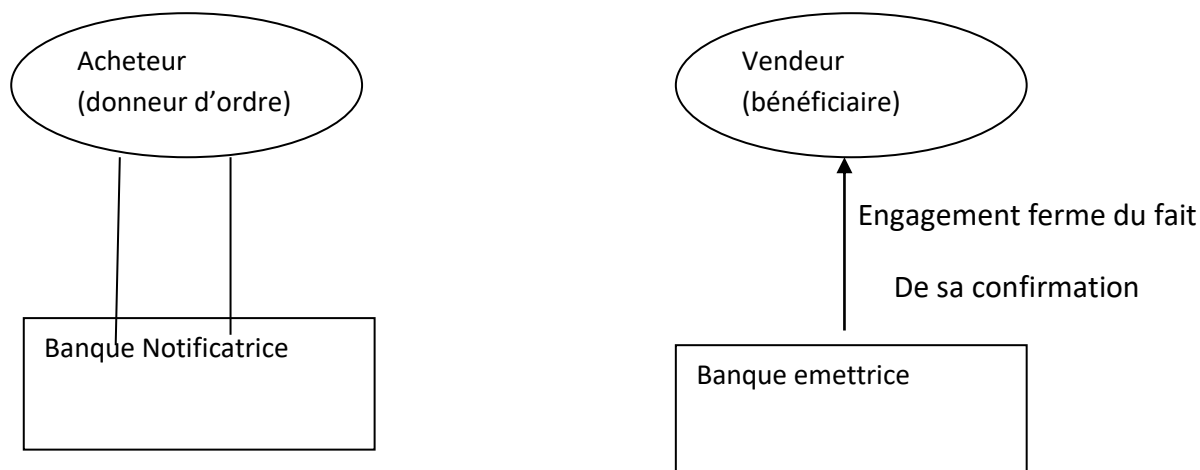 Acheteur
(donneur d’ordre)
Vendeur
(bénéficiaire)
Engagement ferme du fait
De sa confirmation
Banque Notificatrice
Banque emettrice